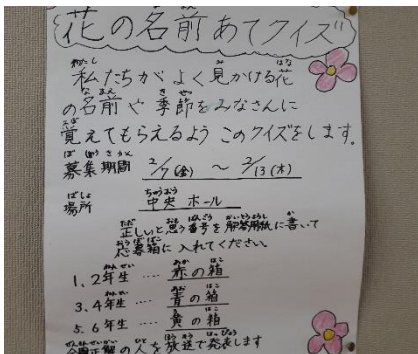 花の名前あてクイズ
私たちがよく見かける花
の名前や季節をみなさんに
覚えてもらえるよう このクイズをします。
募集期間 2/7(金) ～ 2/13(木)
場所 中央ホール
正しいと思う番号を解答用紙に書いて
応募箱に入れてください。
1、2年生 ‥‥ 赤の箱
3、4年生 ‥‥ 青の箱
5、6年生 ‥‥ 黄の箱
全問正解の人を放送で発表します